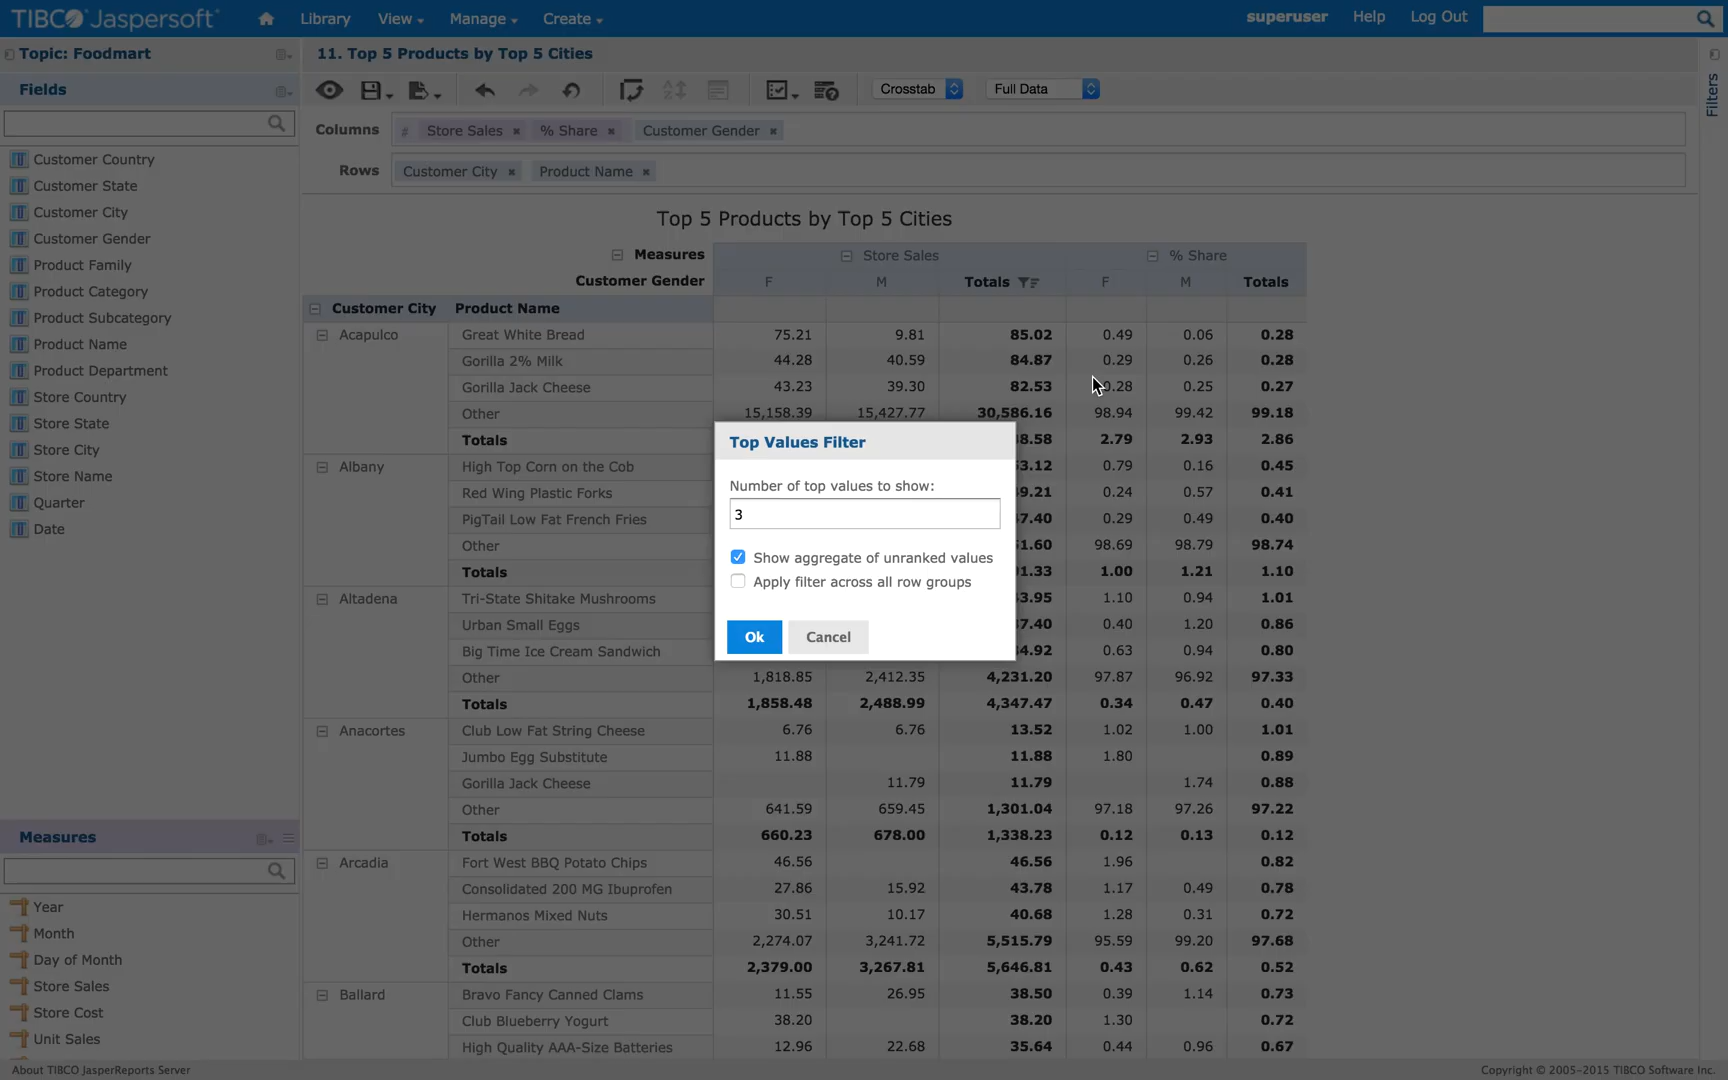 TIBCO Jaspersoft Library View Manage Create superuser Help Log Out
Topic: Foodmart
11. Top 5 Products by Top 5 Cities
Fields
Crosstab
Full Data
Filters
Columns # Store Sales × % Share × Customer Gender ×
Rows Customer City × Product Name ×
Customer Country
Customer State
Customer City
Customer Gender
Product Family
Product Category
Product Subcategory
Product Name
Product Department
Store Country
Store State
Store City
Store Name
Quarter
Date
Measures
Year
Month
Day of Month
Store Sales
Store Cost
Unit Sales
Top 5 Products by Top 5 Cities
Measures Store Sales % Share
Customer Gender F M Totals F M Totals
Customer City Product Name
Acapulco Great White Bread 75.21 9.81 85.02 0.49 0.06 0.28
Gorilla 2% Milk 44.28 40.59 84.87 0.29 0.26 0.28
Gorilla Jack Cheese 43.23 39.30 82.53 0.28 0.25 0.27
Other 15,158.39 15,427.77 30,586.16 98.94 99.42 99.18
Totals 8.58 2.79 2.93 2.86
Albany High Top Corn on the Cob 3.12 0.79 0.16 0.45
Red Wing Plastic Forks 9.21 0.24 0.57 0.41
PigTail Low Fat French Fries 7.40 0.29 0.49 0.40
Other 1.60 98.69 98.79 98.74
Totals 1.33 1.00 1.21 1.10
Altadena Tri-State Shitake Mushrooms 3.95 1.10 0.94 1.01
Urban Small Eggs 7.40 0.40 1.20 0.86
Big Time Ice Cream Sandwich 4.92 0.63 0.94 0.80
Other 1,818.85 2,412.35 4,231.20 97.87 96.92 97.33
Totals 1,858.48 2,488.99 4,347.47 0.34 0.47 0.40
Anacortes Club Low Fat String Cheese 6.76 6.76 13.52 1.02 1.00 1.01
Jumbo Egg Substitute 11.88 11.88 1.80 0.89
Gorilla Jack Cheese 11.79 11.79 1.74 0.88
Other 641.59 659.45 1,301.04 97.18 97.26 97.22
Totals 660.23 678.00 1,338.23 0.12 0.13 0.12
Arcadia Fort West BBQ Potato Chips 46.56 46.56 1.96 0.82
Consolidated 200 MG Ibuprofen 27.86 15.92 43.78 1.17 0.49 0.78
Hermanos Mixed Nuts 30.51 10.17 40.68 1.28 0.31 0.72
Other 2,274.07 3,241.72 5,515.79 95.59 99.20 97.68
Totals 2,379.00 3,267.81 5,646.81 0.43 0.62 0.52
Ballard Bravo Fancy Canned Clams 11.55 26.95 38.50 0.39 1.14 0.73
Club Blueberry Yogurt 38.20 38.20 1.30 0.72
High Quality AAA-Size Batteries 12.96 22.68 35.64 0.44 0.96 0.67
Top Values Filter
Number of top values to show:
3
Show aggregate of unranked values
Apply filter across all row groups
Ok Cancel
About TIBCO JasperReports Server
Copyright © 2005-2015 TIBCO Software Inc.